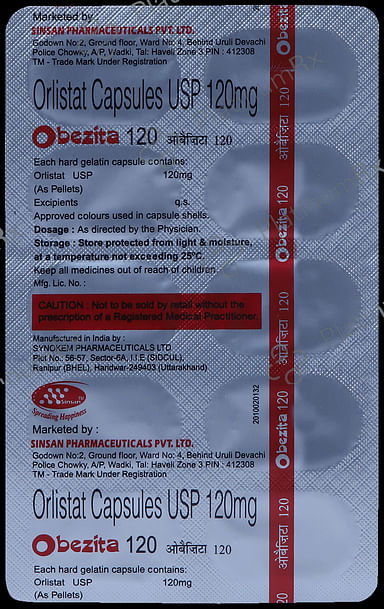 Marketed by :
SINSAN PHARMACEUTICALS PVT. LTD.
Godown No:2, Ground floor, Ward No: 4, Behind Uruli Devachi
Police Chowky, A/P, Wadki, Tal: Haveli Zone 3 PIN : 412308
TM - Trade Mark Under Registration
Orlistat Capsules USP 120mg
Obezita 120 ओबेज़िटा 120
Each hard gelatin capsule contains:
Orlistat USP 120mg
(As Pellets)
Excipients q.s.
Approved colours used in capsule shells.
Dosage : As directed by the Physician.
Storage : Store protected from light & moisture,
at a temperature not exceeding 25°C.
Keep all medicines out of reach of children.
Mfg. Lic. No.:
CAUTION : Not to be sold by retail without the
prescription of a Registered Medical Practitioner.
Manufactured in India by :
SYNOKEM PHARMACEUTICALS LTD
Plot No.: 56-57, Sector-6A, I.I.E (SIDCUL),
Ranipur (BHEL), Haridwar-249403 (Uttarakhand)
Sinsan TM
Spreading Happiness
2010020132
Marketed by :
SINSAN PHARMACEUTICALS PVT. LTD.
Godown No:2, Ground floor, Ward No: 4, Behind Uruli Devachi
Police Chowky, A/P, Wadki, Tal: Haveli Zone 3 PIN : 412308
TM - Trade Mark Under Registration
Orlistat Capsules USP 120mg
Obezita 120 ओबेज़िटा 120
Each hard gelatin capsule contains:
Orlistat USP 120mg
(As Pellets)
Obezita 120
ओबेज़िटा 120
Obezita 120
ओबेज़िटा 120
Obezita 120
ओबेज़िटा 120